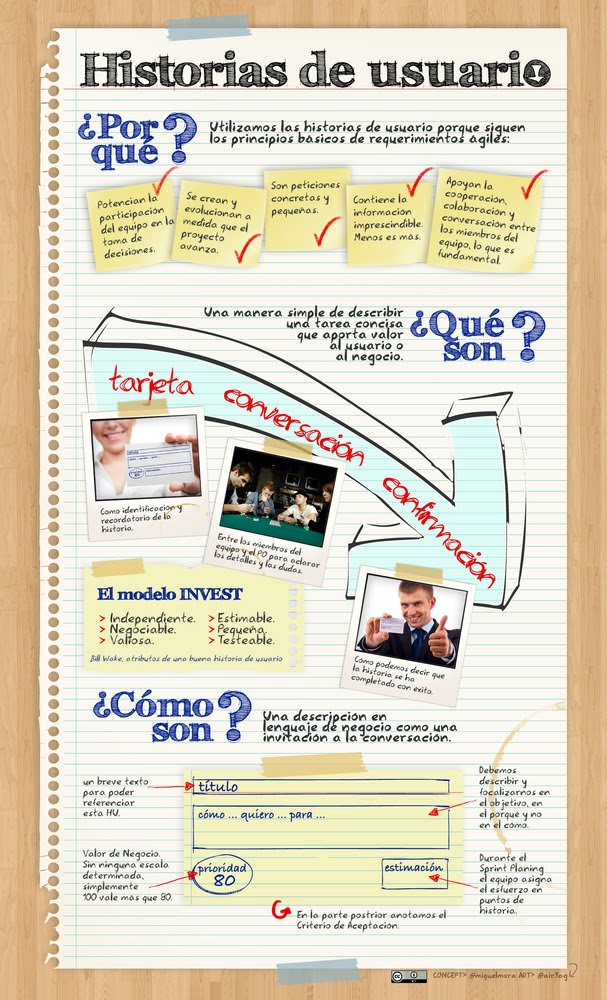 Historias de usuario
¿Por
qué?
Utilizamos las historias de usuario porque siguen
los principios básicos de requerimientos ágiles:
Potencian la
participación
del equipo en la
toma de
decisiones.
Se crean y
evolucionan a
medida que el
proyecto
avanza.
Son peticiones
concretas y
pequeñas.
Contiene la
información
imprescindible.
Menos es más.
Apoyan la
cooperación,
colaboración y
conversación entre
los miembros del
equipo, lo que es
fundamental.
Una manera simple de describir
una tarea concisa
que aporta valor
al usuario o
al negocio.
¿Qué
son?
tarjeta
conversación
confirmación
Como identificación y
recordatorio de la
historia.
Entre los miembros del
equipo y el PO para aclarar
los detalles y las dudas.
Como podemos decir que
la historia se ha
completado con exito.
El modelo INVEST
> Independiente.
> Negociable.
> Valiosa.
> Estimable.
> Pequeña.
> Testeable.
Bill Wake, atributos de una buena historia de usuario
¿Cómo
son?
Una descripción en
lenguaje de negocio como una
invitación a la conversación.
un breve texto
para poder
referenciar
esta HU.
título
cómo ... quiero ... para ...
Debemos
describir y
focalizarnos en
el objetivo, en
el porqué y no
en el como.
Valor de Negocio.
Sin ninguna escala
determinada,
simplemente
100 vale más que 80.
prioridad
80
estimación
Durante el
Sprint Planing
el equipo asigna
el esfuerzo en
puntos de
historia.
En la parte postrior anotamos el
Criterio de Aceptación.
CONCEPT> @miguelmora ART> @air3ag